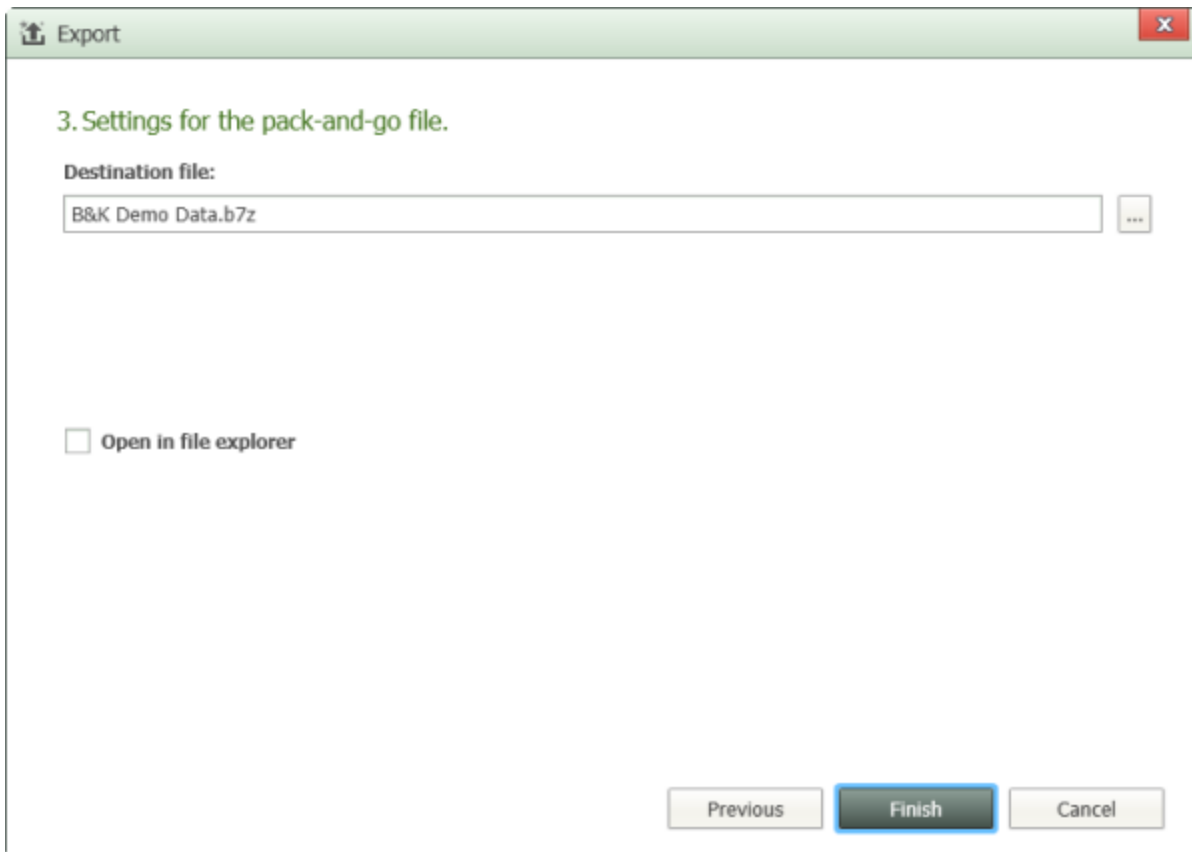 Export
3. Settings for the pack-and-go file.
Destination file:
B&K Demo Data.b7z
...
Open in file explorer
Previous Finish Cancel